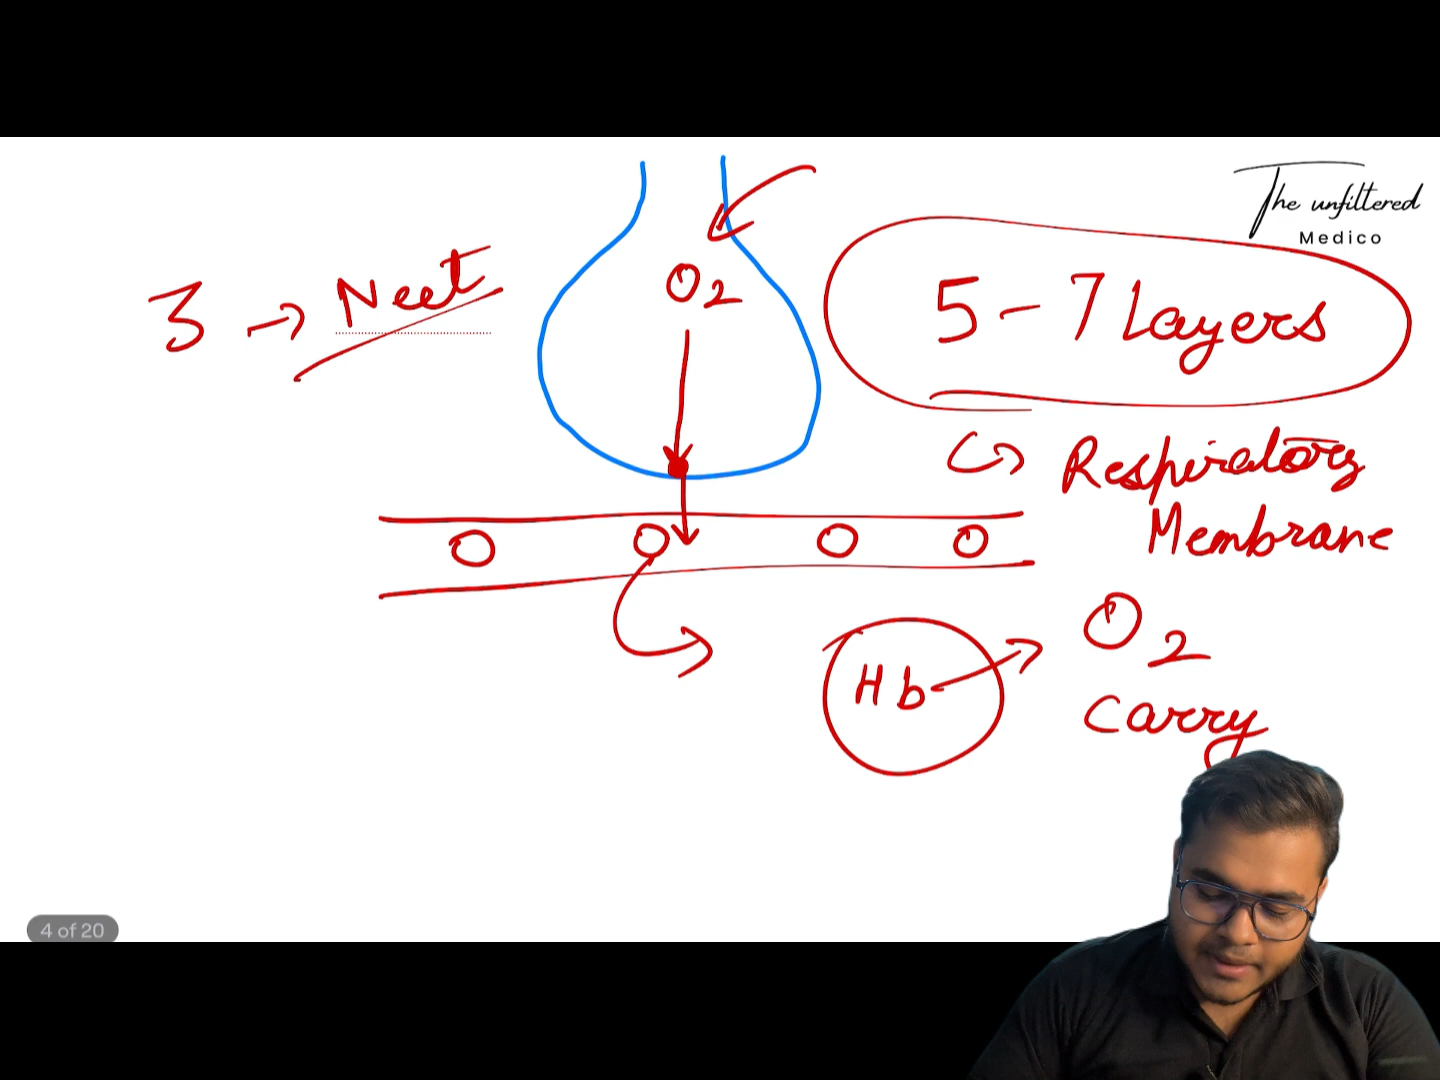 The unfiltered
Medico
3 → Neet
O2
5 - 7 Layers
Respiratory
Membrane
Hb → O2
carry
4 of 20